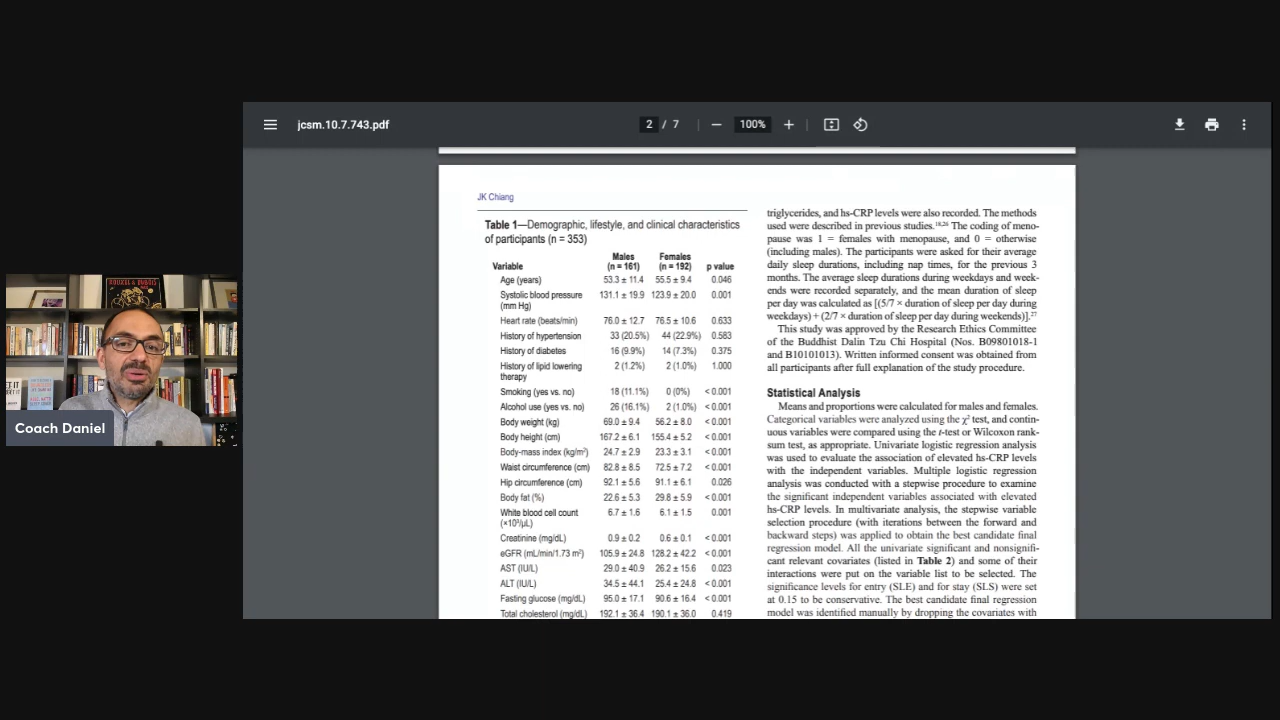 jcsm.10.7.743.pdf
2 / 7
100%
JK Chiang
Table 1—Demographic, lifestyle, and clinical characteristics
of participants (n = 353)
Variable Males (n = 161) Females (n = 192) p value
Age (years) 53.3 ± 11.4 55.5 ± 9.4 0.046
Systolic blood pressure (mm Hg) 131.1 ± 19.9 123.9 ± 20.0 0.001
Heart rate (beats/min) 76.0 ± 12.7 76.5 ± 10.6 0.633
History of hypertension 33 (20.5%) 44 (22.9%) 0.583
History of diabetes 16 (9.9%) 14 (7.3%) 0.375
History of lipid lowering therapy 2 (1.2%) 2 (1.0%) 1.000
Smoking (yes vs. no) 18 (11.1%) 0 (0%) < 0.001
Alcohol use (yes vs. no) 26 (16.1%) 2 (1.0%) < 0.001
Body weight (kg) 69.0 ± 9.4 56.2 ± 8.0 < 0.001
Body height (cm) 167.2 ± 6.1 155.4 ± 5.2 < 0.001
Body-mass index (kg/m²) 24.7 ± 2.9 23.3 ± 3.1 < 0.001
Waist circumference (cm) 82.8 ± 8.5 72.5 ± 7.2 < 0.001
Hip circumference (cm) 92.1 ± 5.6 91.1 ± 6.1 0.026
Body fat (%) 22.6 ± 5.3 29.8 ± 5.9 < 0.001
White blood cell count (×10³/μL) 6.7 ± 1.6 6.1 ± 1.5 0.001
Creatinine (mg/dL) 0.9 ± 0.2 0.6 ± 0.1 < 0.001
eGFR (mL/min/1.73 m²) 105.9 ± 24.8 128.2 ± 42.2 < 0.001
AST (IU/L) 29.0 ± 40.9 26.2 ± 15.6 0.023
ALT (IU/L) 34.5 ± 44.1 25.4 ± 24.8 < 0.001
Fasting glucose (mg/dL) 95.0 ± 17.1 90.6 ± 16.4 < 0.001
Total cholesterol (mg/dL) 192.1 ± 36.4 190.1 ± 36.0 0.419
triglycerides, and hs-CRP levels were also recorded. The methods
used were described in previous studies.18,26 The coding of meno-
pause was 1 = females with menopause, and 0 = otherwise
(including males). The participants were asked for their average
daily sleep durations, including nap times, for the previous 3
months. The average sleep durations during weekdays and week-
ends were recorded separately, and the mean duration of sleep
per day was calculated as [(5/7 × duration of sleep per day during
weekdays) + (2/7 × duration of sleep per day during weekends)].27
This study was approved by the Research Ethics Committee
of the Buddhist Dalin Tzu Chi Hospital (Nos. B09801018-1
and B10101013). Written informed consent was obtained from
all participants after full explanation of the study procedure.
Statistical Analysis
Means and proportions were calculated for males and females.
Categorical variables were analyzed using the χ² test, and contin-
uous variables were compared using the t-test or Wilcoxon rank-
sum test, as appropriate. Univariate logistic regression analysis
was used to evaluate the association of elevated hs-CRP levels
with the independent variables. Multiple logistic regression
analysis was conducted with a stepwise procedure to examine
the significant independent variables associated with elevated
hs-CRP levels. In multivariate analysis, the stepwise variable
selection procedure (with iterations between the forward and
backward steps) was applied to obtain the best candidate final
regression model. All the univariate significant and nonsignifi-
cant relevant covariates (listed in Table 2) and some of their
interactions were put on the variable list to be selected. The
significance levels for entry (SLE) and for stay (SLS) were set
at 0.15 to be conservative. The best candidate final regression
model was identified manually by dropping the covariates with
Coach Daniel